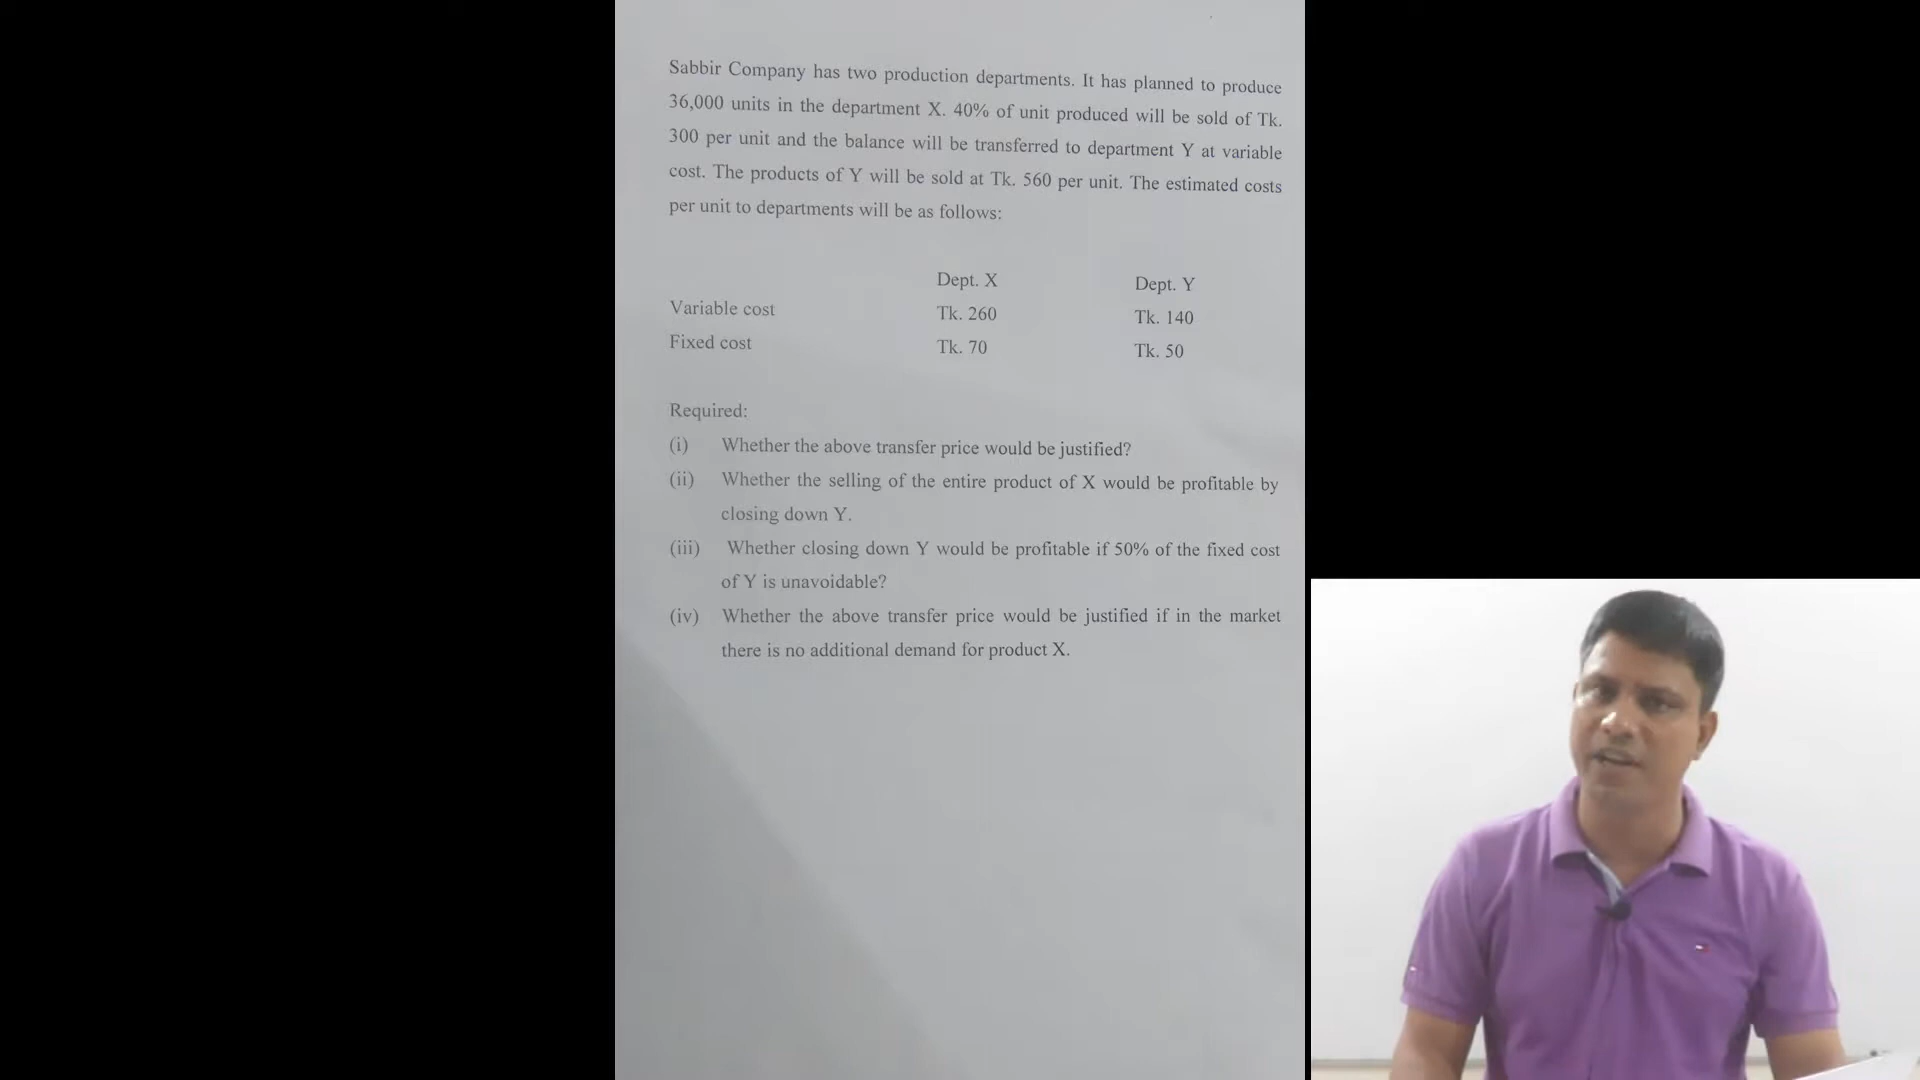 Sabbir Company has two production departments. It has planned to produce
36,000 units in the department X. 40% of unit produced will be sold of Tk.
300 per unit and the balance will be transferred to department Y at variable
cost. The products of Y will be sold at Tk. 560 per unit. The estimated costs
per unit to departments will be as follows:
Dept. X Dept. Y
Variable cost Tk. 260 Tk. 140
Fixed cost Tk. 70 Tk. 50
Required:
(i) Whether the above transfer price would be justified?
(ii) Whether the selling of the entire product of X would be profitable by
closing down Y.
(iii) Whether closing down Y would be profitable if 50% of the fixed cost
of Y is unavoidable?
(iv) Whether the above transfer price would be justified if in the market
there is no additional demand for product X.